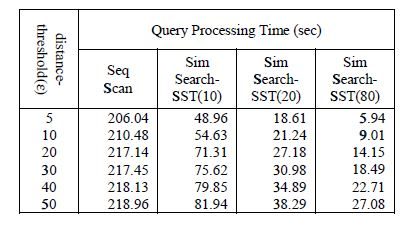 distance-
threshold(ε)
Query Processing Time (sec)
Seq
Scan
Sim
Search-
SST(10)
Sim
Search-
SST(20)
Sim
Search-
SST(80)
5 206.04 48.96 18.61 5.94
10 210.48 54.63 21.24 9.01
20 217.14 71.31 27.18 14.15
30 217.45 75.62 30.98 18.49
40 218.13 79.85 34.89 22.71
50 218.96 81.94 38.29 27.08